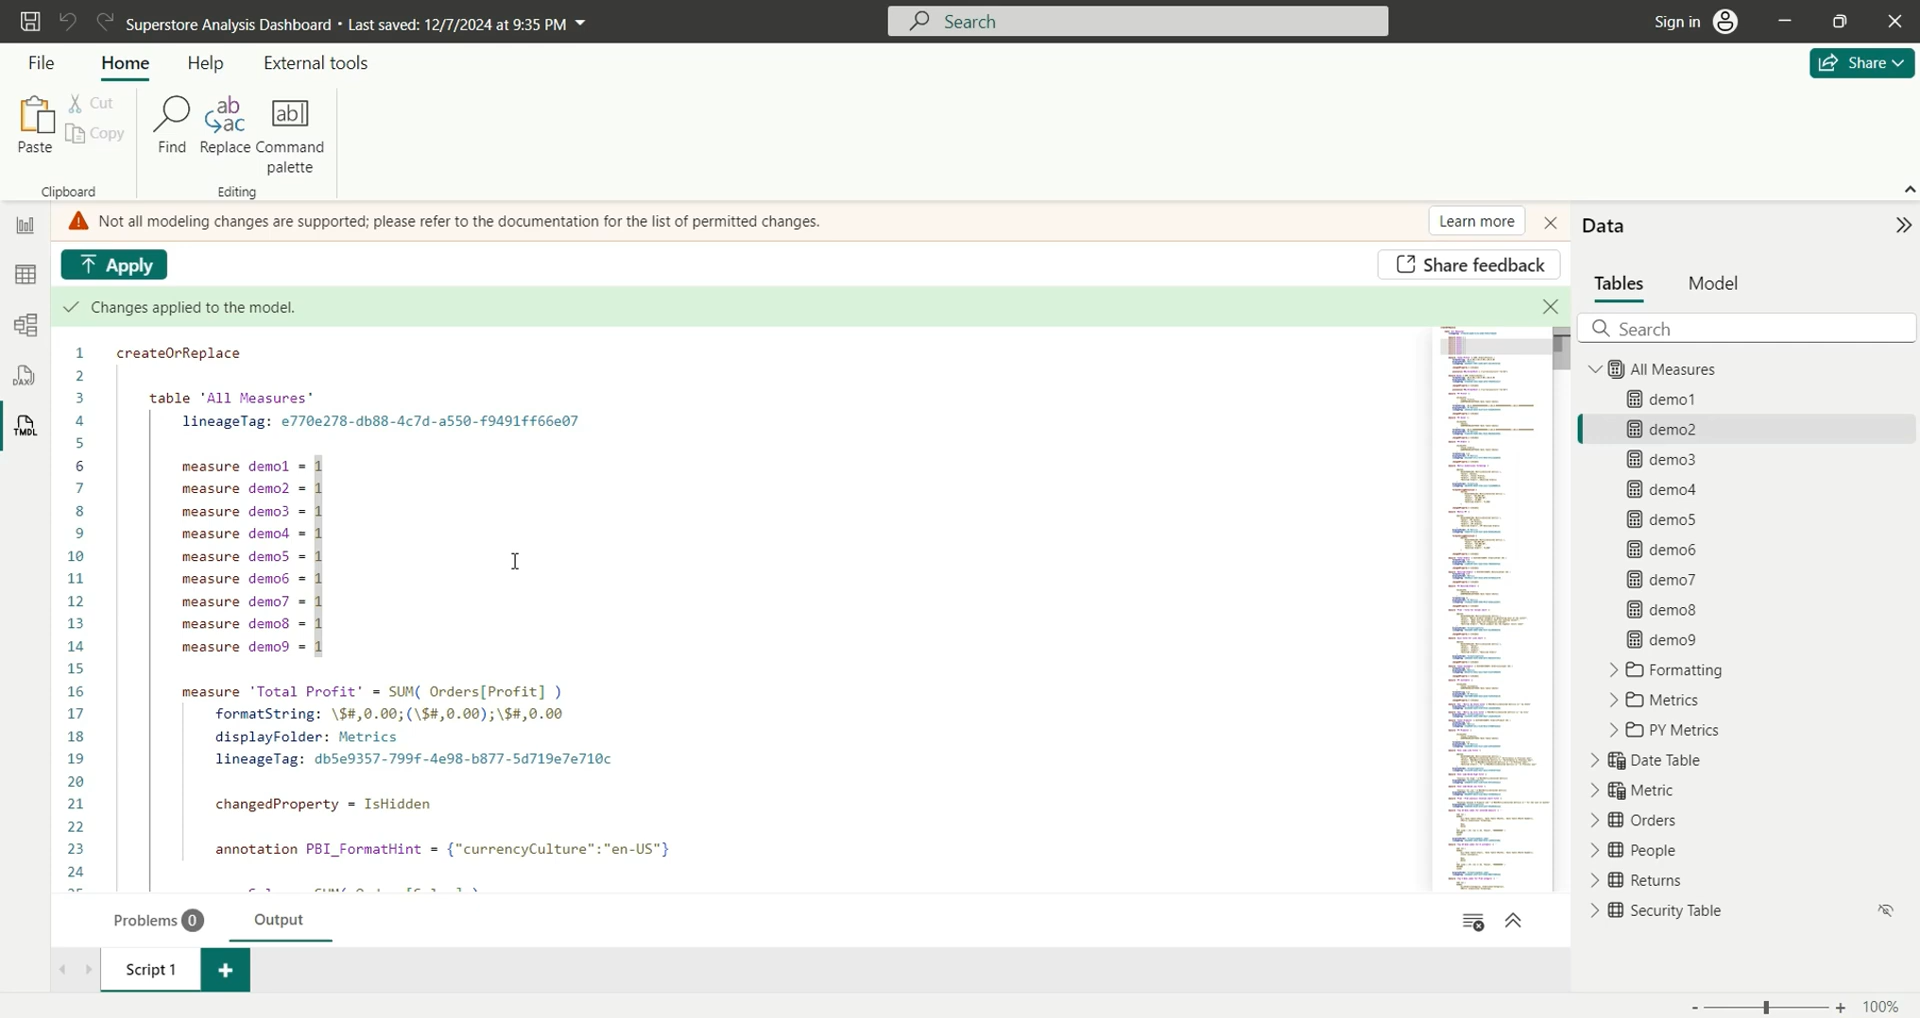 Superstore Analysis Dashboard • Last saved: 12/7/2024 at 9:35 PM
Search
Sign in
File
Home
Help
External tools
Share
Paste
Cut
Copy
Find
Replace
Command palette
Clipboard
Editing
Not all modeling changes are supported; please refer to the documentation for the list of permitted changes.
Learn more
Apply
Share feedback
Changes applied to the model.
1 createOrReplace
2
3 table 'All Measures'
4 lineageTag: e770e278-db88-4c7d-a550-f9491ff66e07
5
6 measure demo1 = 1
7 measure demo2 = 1
8 measure demo3 = 1
9 measure demo4 = 1
10 measure demo5 = 1
11 measure demo6 = 1
12 measure demo7 = 1
13 measure demo8 = 1
14 measure demo9 = 1
15
16 measure 'Total Profit' = SUM( Orders[Profit] )
17 formatString: \$#,0.00;(\$#,0.00);\$#,0.00
18 displayFolder: Metrics
19 lineageTag: db5e9357-799f-4e98-b877-5d719e7e710c
20
21 changedProperty = IsHidden
22
23 annotation PBI_FormatHint = {"currencyCulture":"en-US"}
24
Problems 0
Output
Script 1
TMDL
DAX
Data
Tables
Model
Search
All Measures
demo1
demo2
demo3
demo4
demo5
demo6
demo7
demo8
demo9
Formatting
Metrics
PY Metrics
Date Table
Metric
Orders
People
Returns
Security Table
100%